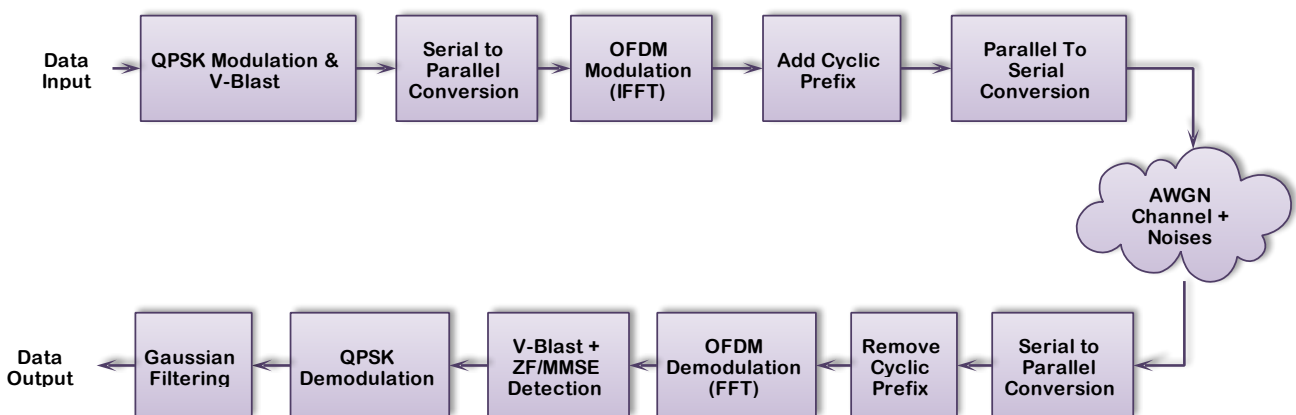 Data
Input
QPSK Modulation &
V-Blast
Serial to
Parallel
Conversion
OFDM
Modulation
(IFFT)
Add Cyclic
Prefix
Parallel To
Serial
Conversion
AWGN
Channel +
Noises
Data
Output
Gaussian
Filtering
QPSK
Demodulation
V-Blast +
ZF/MMSE
Detection
OFDM
Demodulation
(FFT)
Remove
Cyclic
Prefix
Serial to
Parallel
Conversion